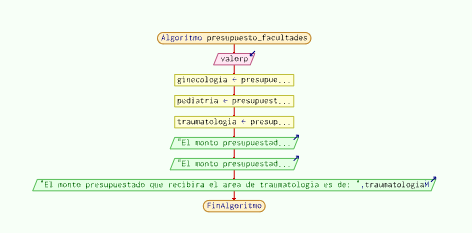 Algoritmo presupuesto_facultades
valorp
ginecologia ← presupue...
pediatria ← presupuest...
traumatologia ← presup...
"El monto presupuestad...
"El monto presupuestad...
"El monto presupuestado que recibira el area de traumatologia es de: ",traumatologia
FinAlgoritmo